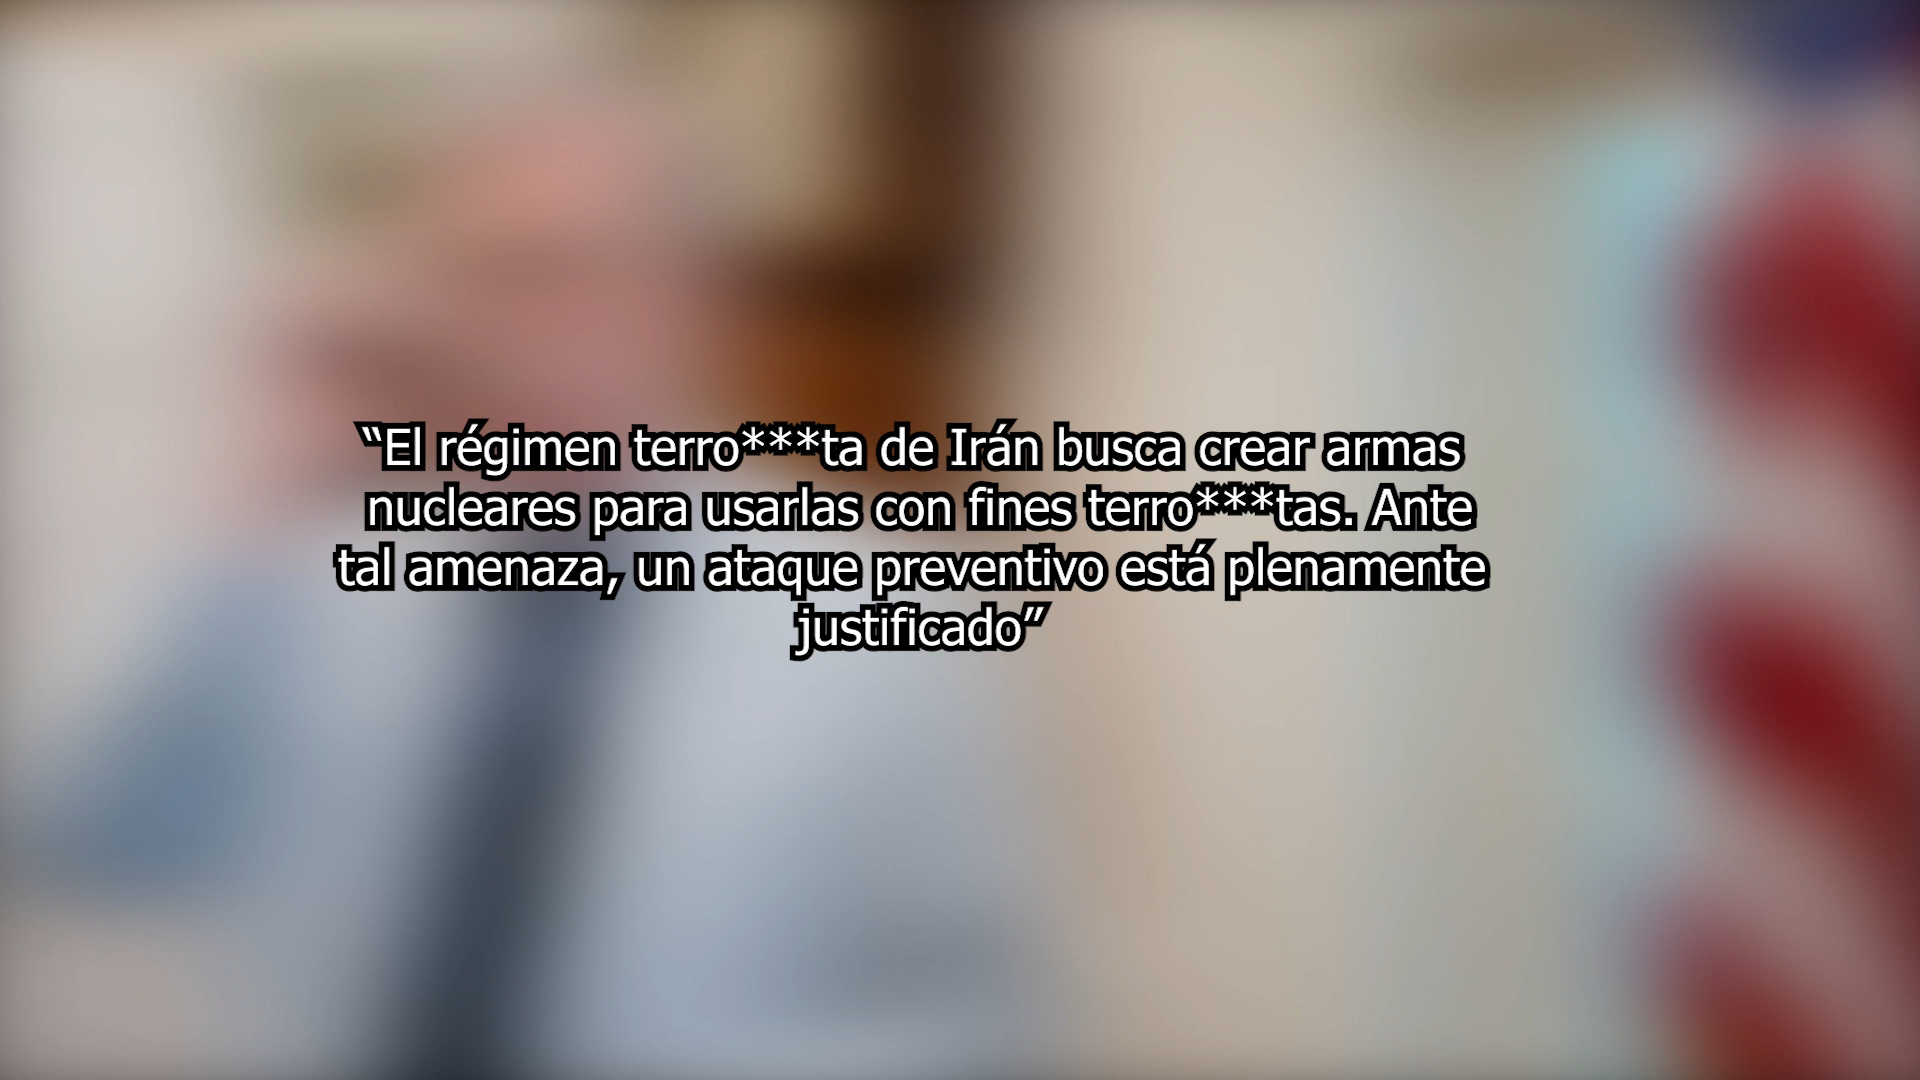 “El régimen terro***ta de Irán busca crear armas
nucleares para usarlas con fines terro***tas. Ante
tal amenaza, un ataque preventivo está plenamente
justificado”